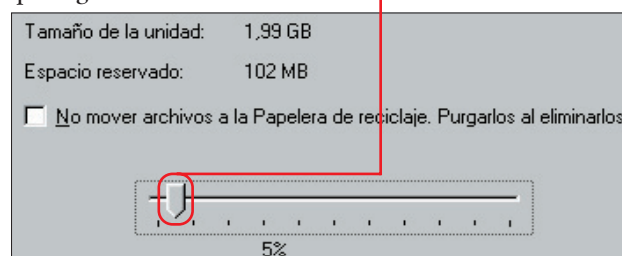 Tamaño de la unidad: 1,99 GB
Espacio reservado: 102 MB
No mover archivos a la Papelera de reciclaje. Purgarlos al eliminarlos
5%